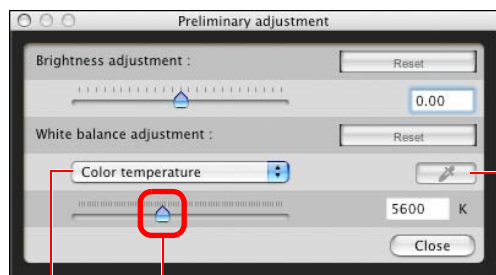 Preliminary adjustment
Brightness adjustment : Reset
0.00
White balance adjustment : Reset
Color temperature
5600 K
Close